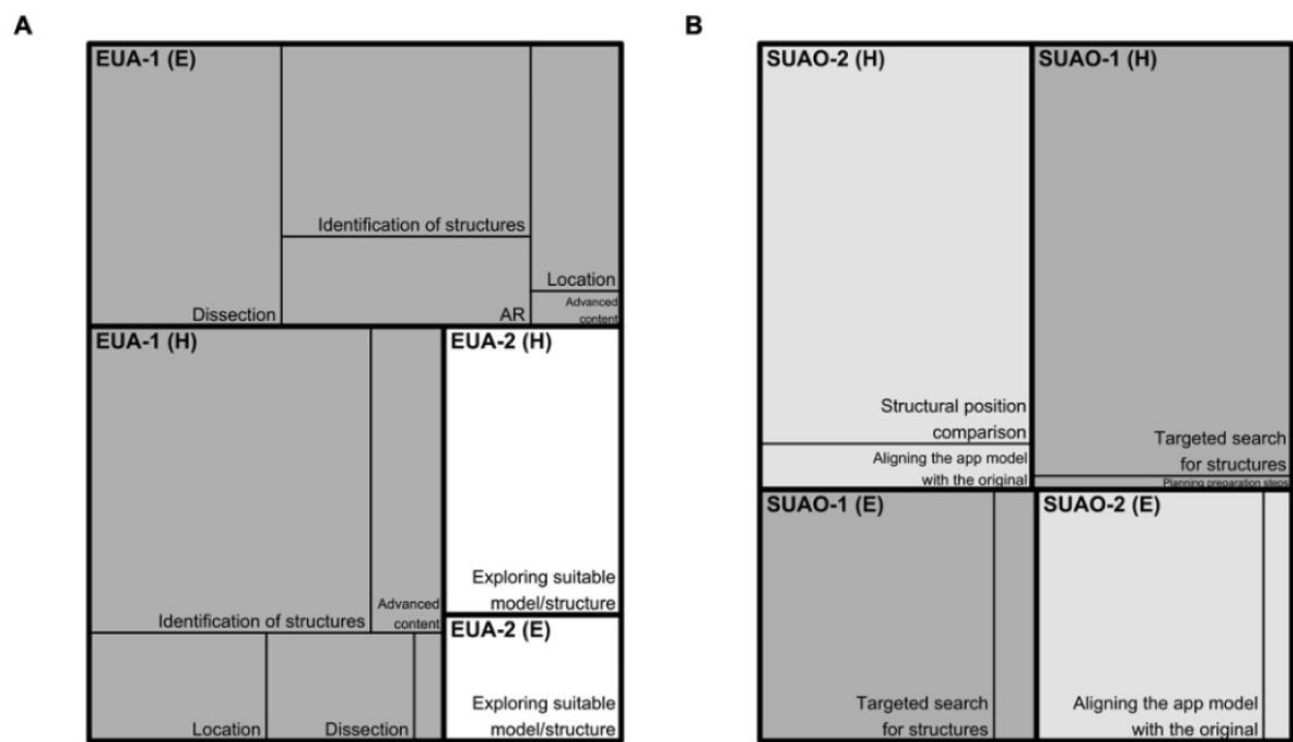 A
EUA-1 (E)
Identification of structures
Location
Dissection
AR
Advanced
content
EUA-1 (H)
EUA-2 (H)
Exploring suitable
model/structure
Advanced
content
Identification of structures
EUA-2 (E)
Exploring suitable
model/structure
Location
Dissection
B
SUAO-2 (H)
SUAO-1 (H)
Structural position
comparison
Targeted search
for structures
Aligning the app model
with the original
Planning preparation steps
SUAO-1 (E)
SUAO-2 (E)
Targeted search
for structures
Aligning the app model
with the original